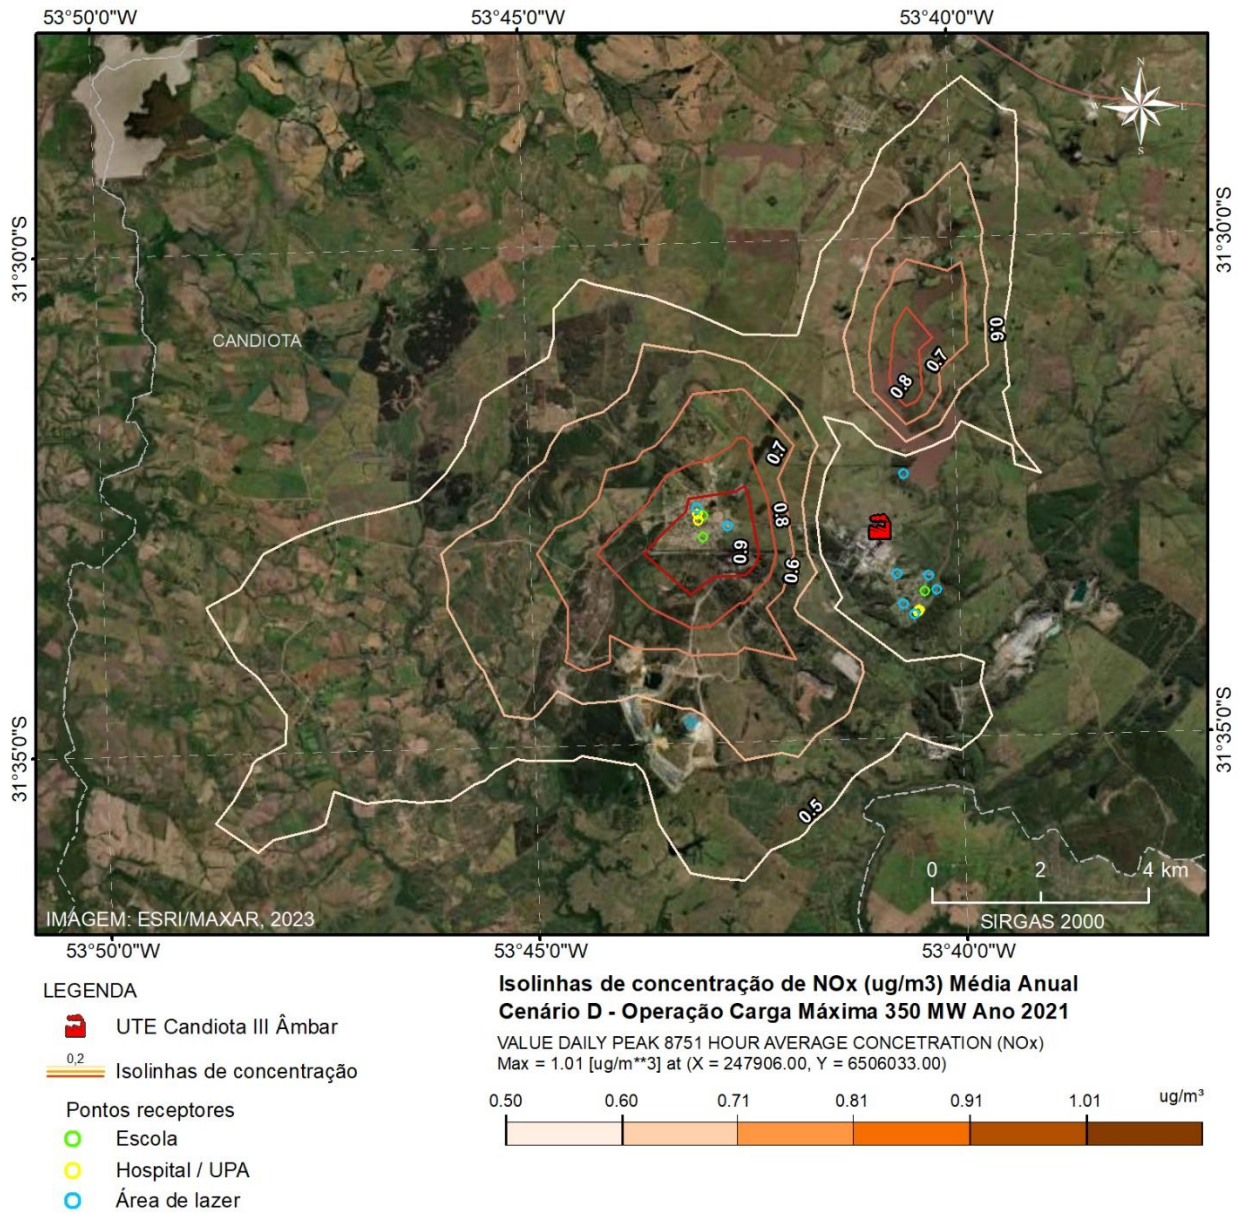 53°50'0"W 53°45'0"W 53°40'0"W
N
W E
S
31°30'0"S 31°30'0"S
CANDIOTA
0.6
0.7
0.8
0.7
0.8
0.9
0.6
31°35'0"S 31°35'0"S
0.5
0 2 4 km
IMAGEM: ESRI/MAXAR, 2023
SIRGAS 2000
53°50'0"W 53°45'0"W 53°40'0"W
LEGENDA
UTE Candiota III Âmbar
0,2
Isolinhas de concentração
Pontos receptores
Escola
Hospital / UPA
Área de lazer
Isolinhas de concentração de NOx (ug/m3) Média Anual
Cenário D - Operação Carga Máxima 350 MW Ano 2021
VALUE DAILY PEAK 8751 HOUR AVERAGE CONCETRATION (NOx)
Max = 1.01 [ug/m**3] at (X = 247906.00, Y = 6506033.00)
0.50 0.60 0.71 0.81 0.91 1.01 ug/m³